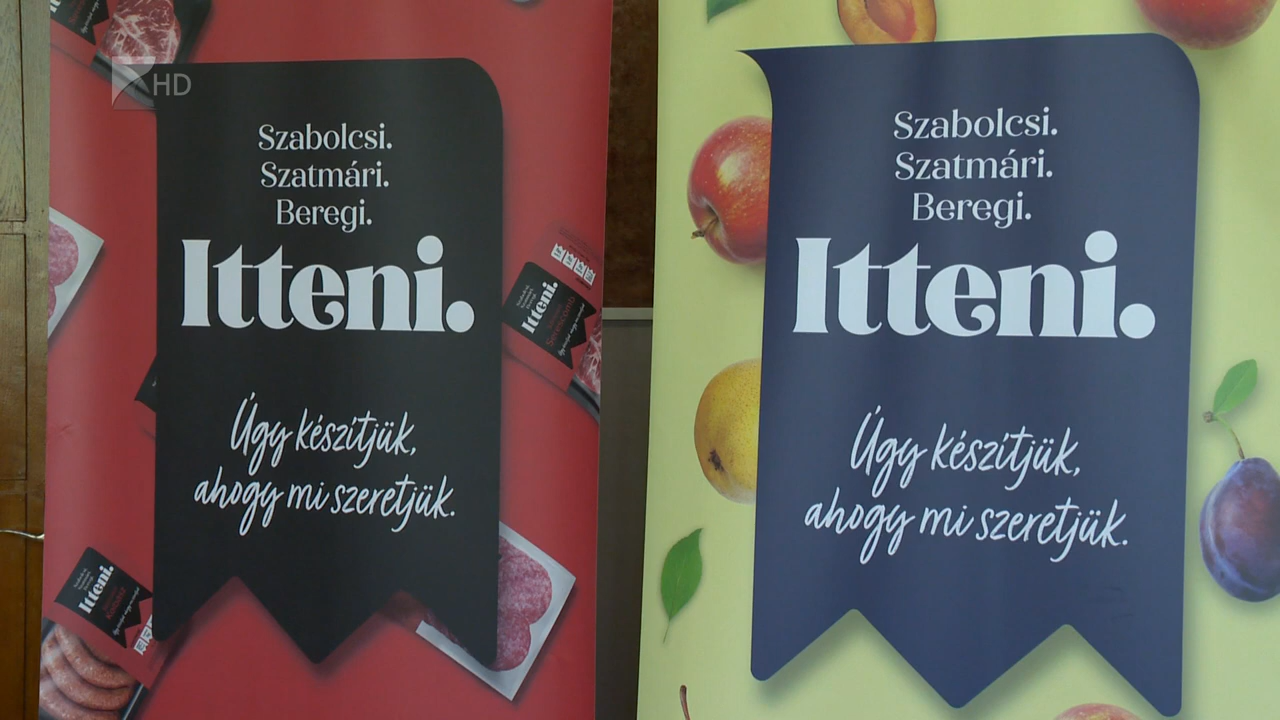 HD
Szabolcsi.
Szatmári.
Beregi.
Itteni.
Úgy készítjük,
ahogy mi szeretjük.
Itteni.
Itteni.
Szabolcsi.
Szatmári.
Beregi.
Itteni.
Úgy készítjük,
ahogy mi szeretjük.